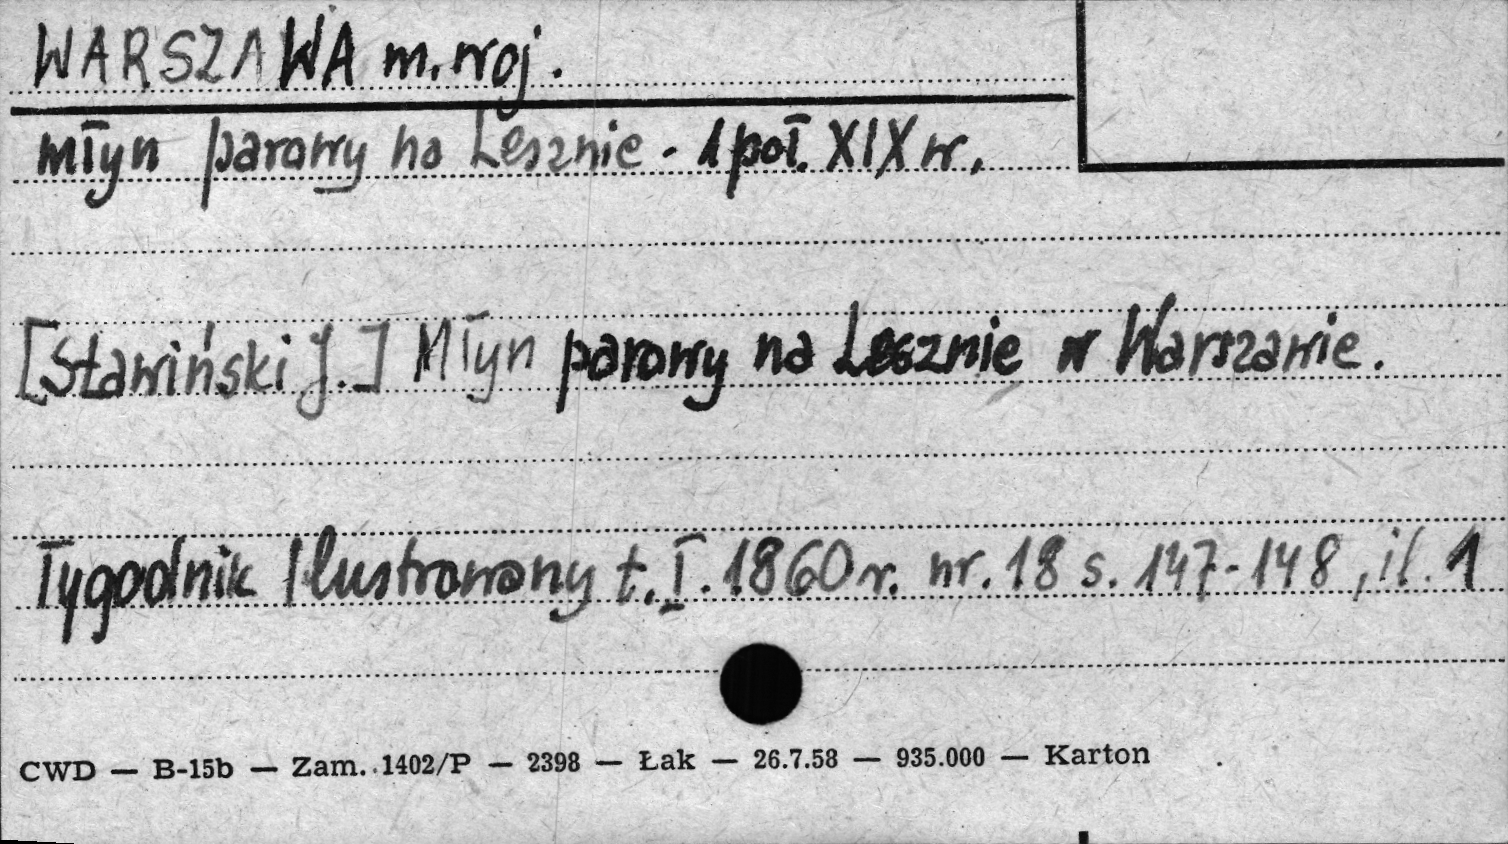 WARSZAWA m. woj.
młyn parowy na Lesznie - 1 poł. XIX w.
[Sławiński J.] Młyn parowy na Lesznie w Warszawie.
Tygodnik Ilustrowany t. I. 1860 r. nr. 18 s. 147-148, il. 1
CWD — B-15b — Zam. 1402/P — 2398 — Łak — 26.7.58 — 935.000 — Karton